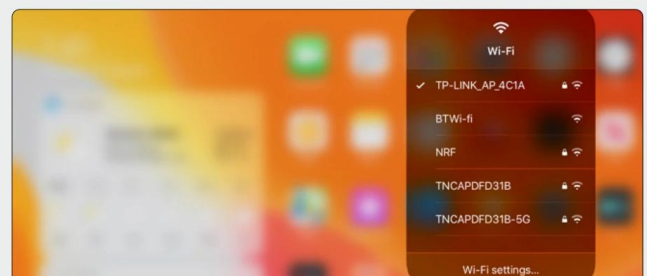 Wi-Fi
TP-LINK_AP_4C1A
BTWi-fi
NRF
TNCAPDFD31B
TNCAPDFD31B-5G
Wi-Fi settings...